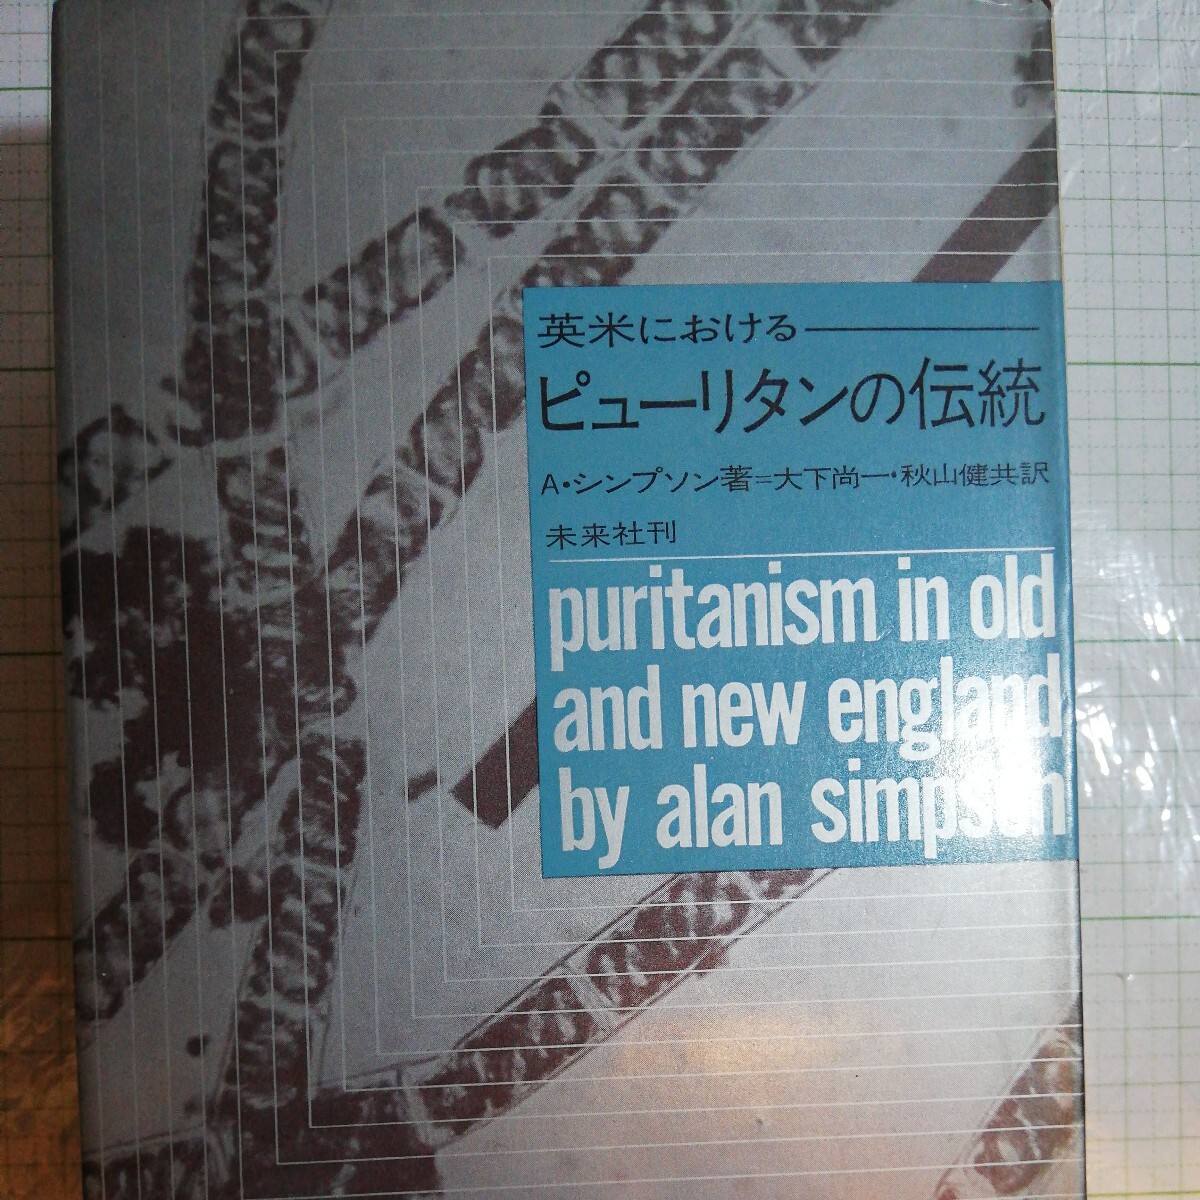 英米における――
ピューリタンの伝統
A・シンプソン著=大下尚一・秋山健共訳
未来社刊
puritanism in old
and new england
by alan simpson